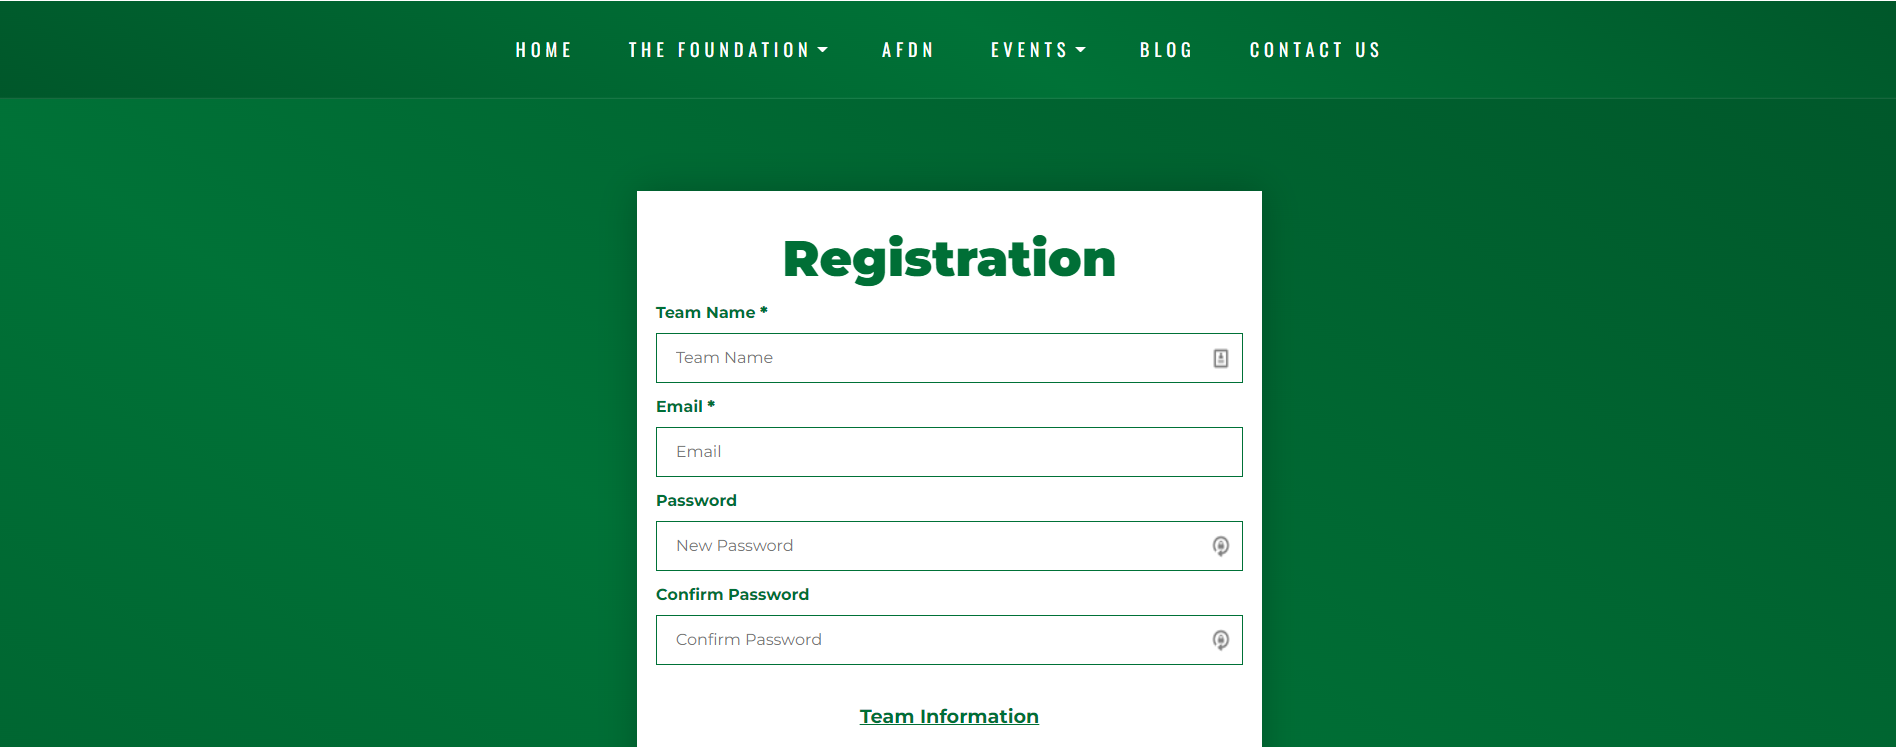 HOME THE FOUNDATION AFDN EVENTS BLOG CONTACT US
Registration
Team Name *
Team Name
Email *
Email
Password
New Password
Confirm Password
Confirm Password
Team Information